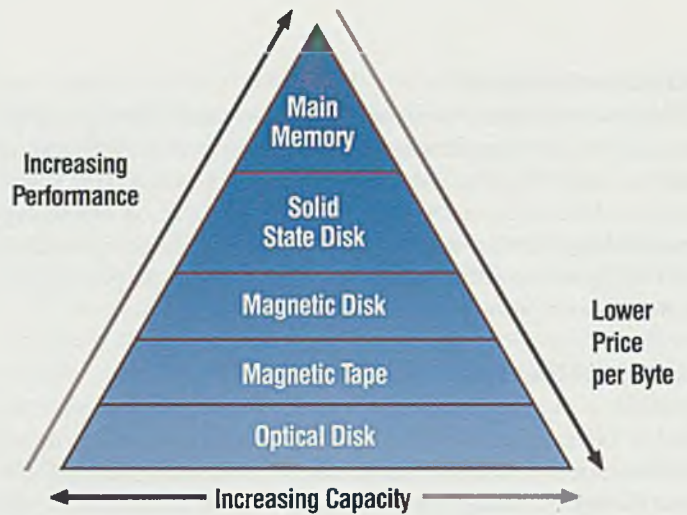 Main
Memory
Increasing
Performance
Solid
State Disk
Magnetic Disk
Lower
Price
per Byte
Magnetic Tape
Optical Disk
Increasing Capacity